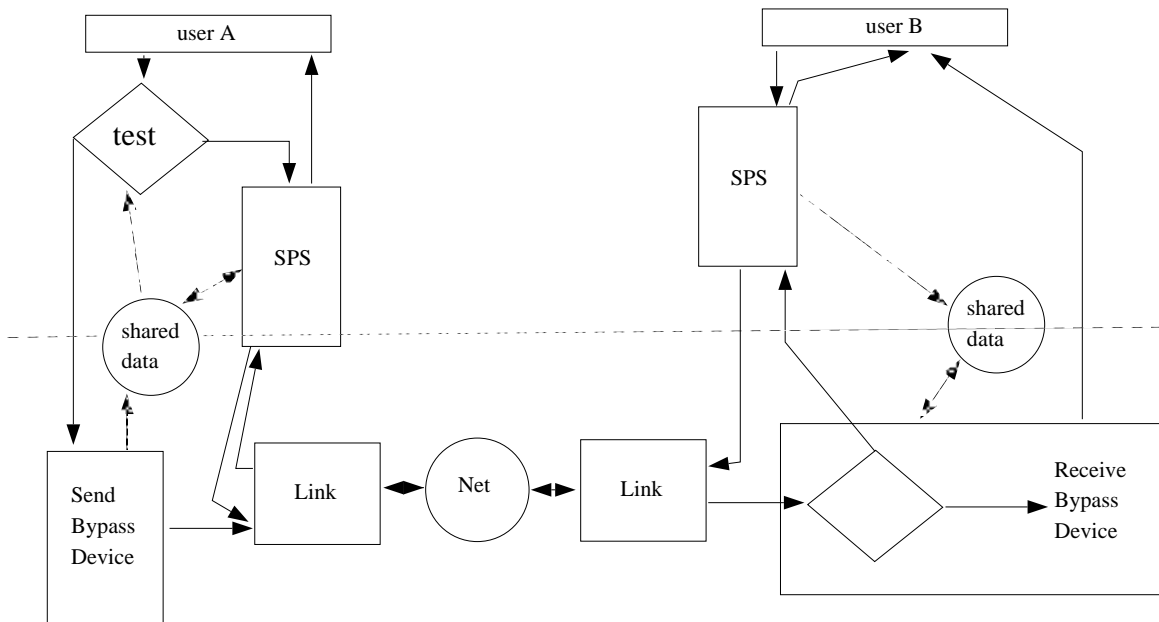 user A
user B
test
SPS
SPS
shared
data
shared
data
Send
Bypass
Device
Link
Net
Link
Receive
Bypass
Device